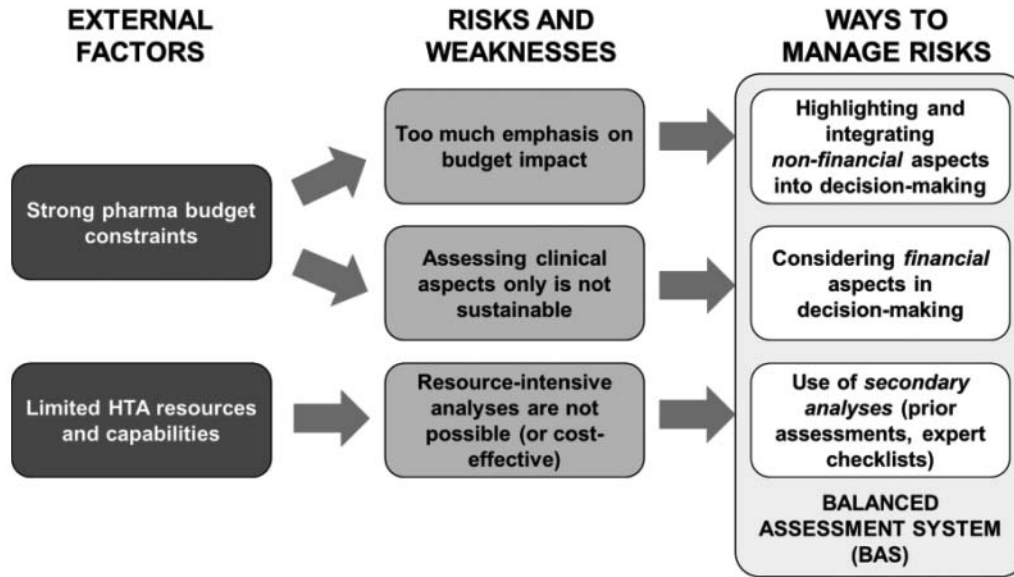 EXTERNAL
FACTORS
RISKS AND
WEAKNESSES
WAYS TO
MANAGE RISKS
Strong pharma budget
constraints
Too much emphasis on
budget impact
Highlighting and
integrating
non-financial aspects
into decision-making
Assessing clinical
aspects only is not
sustainable
Considering financial
aspects in
decision-making
Limited HTA resources
and capabilities
Resource-intensive
analyses are not
possible (or cost-
effective)
Use of secondary
analyses (prior
assessments, expert
checklists)
BALANCED
ASSESSMENT SYSTEM
(BAS)